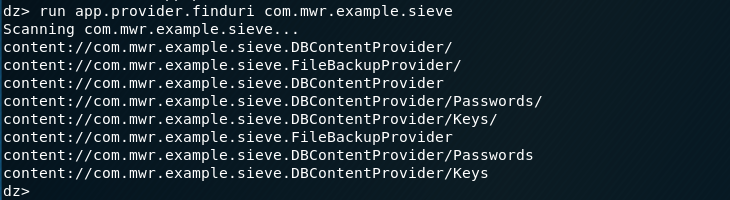 dz> run app.provider.finduri com.mwr.example.sieve
Scanning com.mwr.example.sieve...
content://com.mwr.example.sieve.DBContentProvider/
content://com.mwr.example.sieve.FileBackupProvider/
content://com.mwr.example.sieve.DBContentProvider
content://com.mwr.example.sieve.DBContentProvider/Passwords/
content://com.mwr.example.sieve.DBContentProvider/Keys/
content://com.mwr.example.sieve.FileBackupProvider
content://com.mwr.example.sieve.DBContentProvider/Passwords
content://com.mwr.example.sieve.DBContentProvider/Keys
dz>